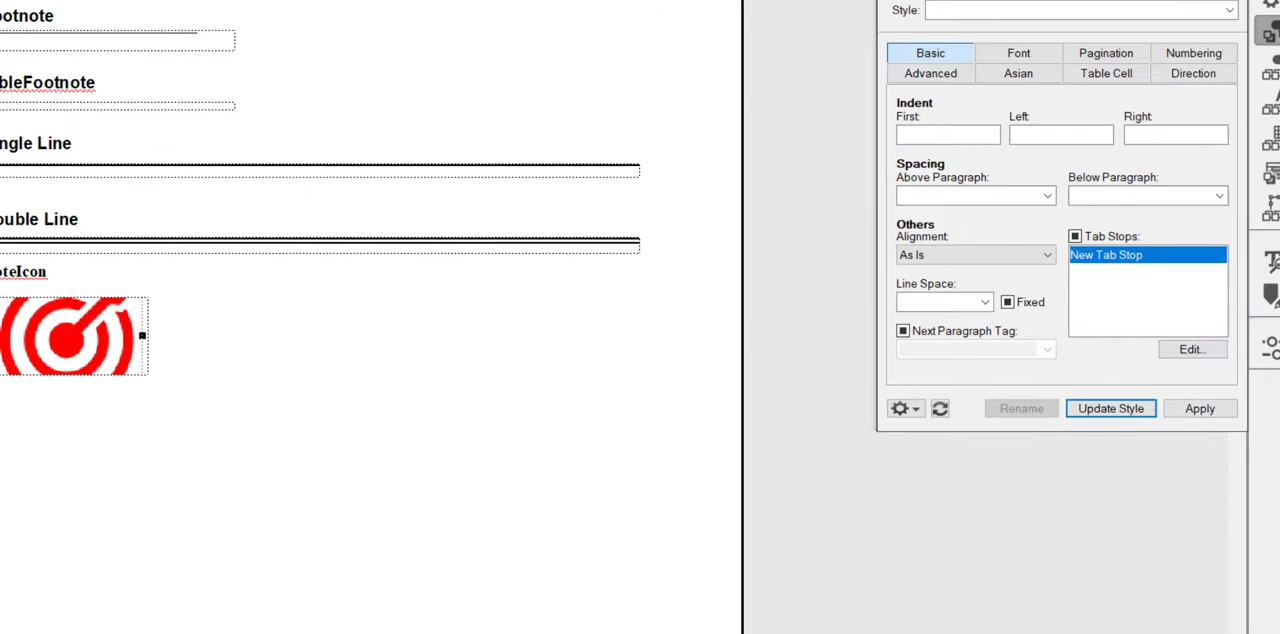 ootnote
bleFootnote
ngle Line
ouble Line
oteIcon
Style:
Basic Font Pagination Numbering
Advanced Asian Table Cell Direction
Indent
First: Left: Right:
Spacing
Above Paragraph: Below Paragraph:
Others
Alignment: Tab Stops:
As Is New Tab Stop
Line Space:
Fixed
Next Paragraph Tag:
Edit...
Rename Update Style Apply